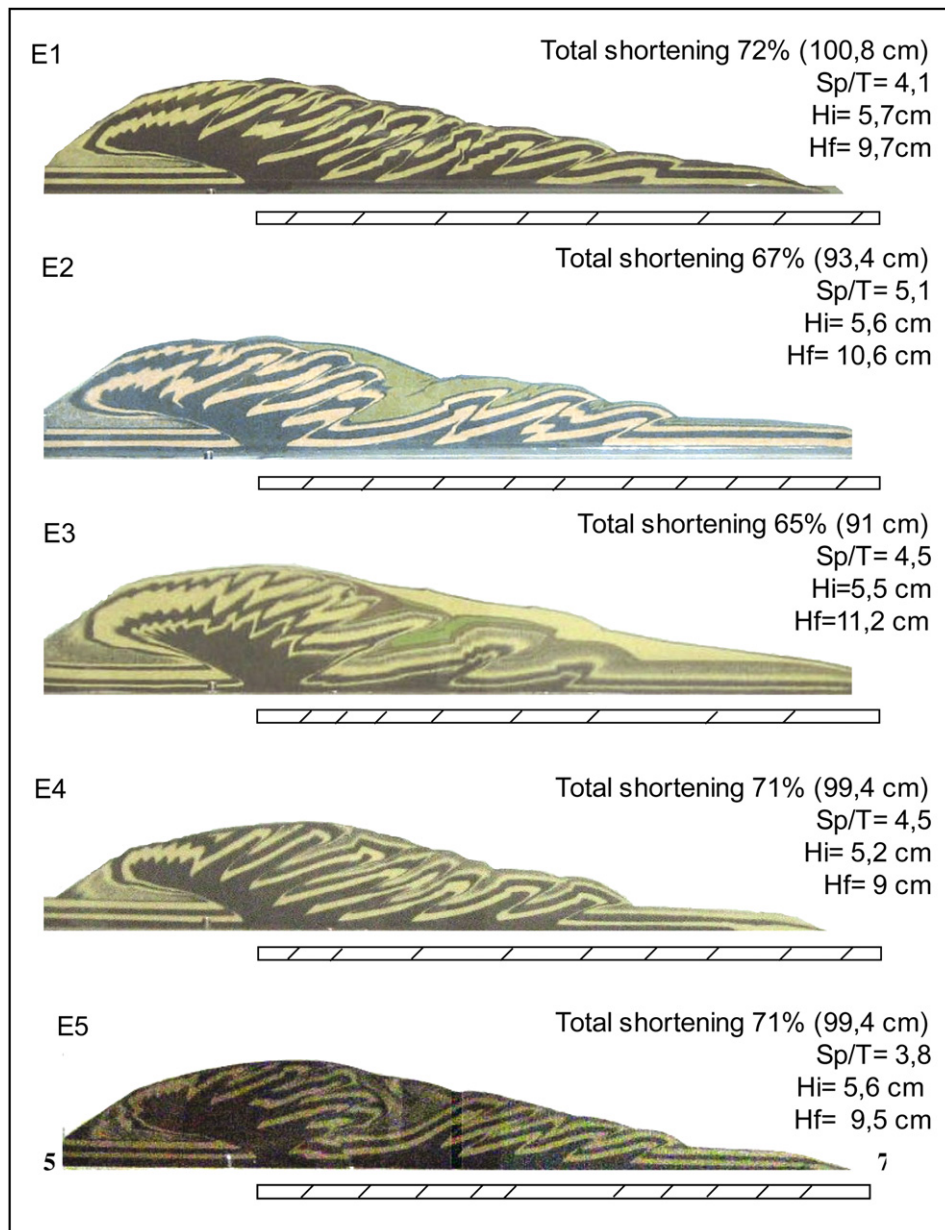 E1
Total shortening 72% (100,8 cm)
Sp/T= 4,1
Hi= 5,7cm
Hf= 9,7cm
E2
Total shortening 67% (93,4 cm)
Sp/T= 5,1
Hi= 5,6 cm
Hf= 10,6 cm
E3
Total shortening 65% (91 cm)
Sp/T= 4,5
Hi=5,5 cm
Hf=11,2 cm
E4
Total shortening 71% (99,4 cm)
Sp/T= 4,5
Hi= 5,2 cm
Hf= 9 cm
E5
Total shortening 71% (99,4 cm)
Sp/T= 3,8
Hi= 5,6 cm
Hf= 9,5 cm
5 7